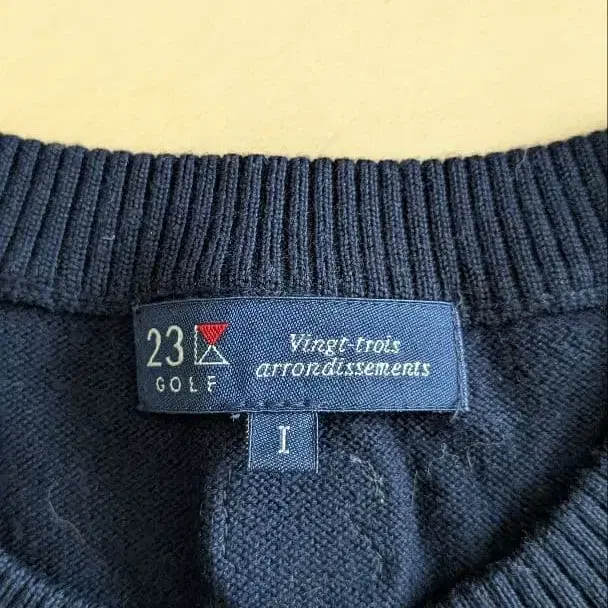 23
GOLF
Vingt-trois
arrondissements
I